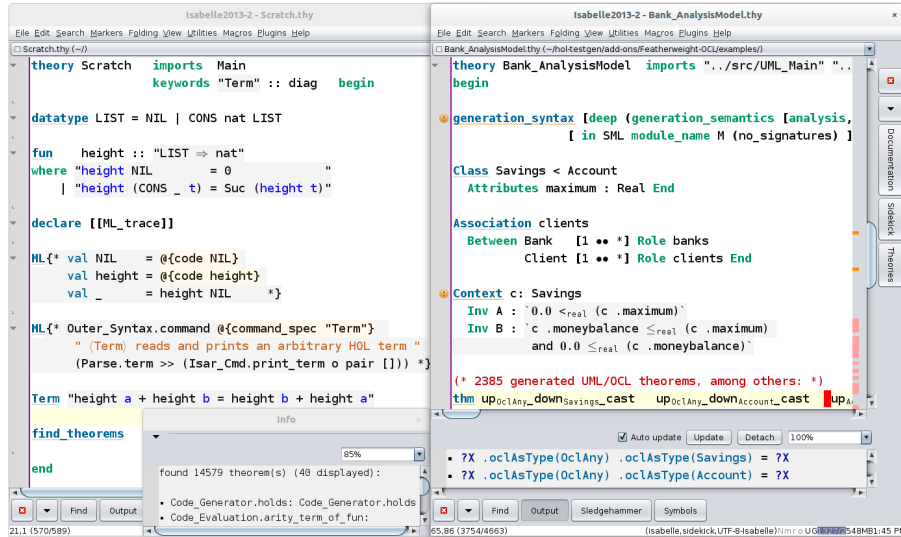 Isabelle2013-2 - Scratch.thy
File Edit Search Markers Folding View Utilities Macros Plugins Help
Scratch.thy (~/)
theory Scratch imports Main
keywords "Term" :: diag begin
datatype LIST = NIL | CONS nat LIST
fun height :: "LIST ⇒ nat"
where "height NIL = 0 "
| "height (CONS _ t) = Suc (height t)"
declare [[ML_trace]]
ML{* val NIL = @{code NIL}
val height = @{code height}
val _ = height NIL *}
ML{* Outer_Syntax.command @{command_spec "Term"}
" ⟨Term⟩ reads and prints an arbitrary HOL term "
(Parse.term >> (Isar_Cmd.print_term o pair [])) *}
Term "height a + height b = height b + height a"
find_theorems
end
Info
85%
found 14579 theorem(s) (40 displayed):
▪ Code_Generator.holds: Code_Generator.holds
▪ Code_Evaluation.arity_term_of_fun:
Find Output
21,1 (570/589)
Isabelle2013-2 - Bank_AnalysisModel.thy
File Edit Search Markers Folding View Utilities Macros Plugins Help
Bank_AnalysisModel.thy (~/hol-testgen/add-ons/Featherweight-OCL/examples/)
theory Bank_AnalysisModel imports "../src/UML_Main" "..
begin
generation_syntax [deep (generation_semantics [analysis,
[ in SML module_name M (no_signatures) ]
Class Savings < Account
Attributes maximum : Real End
Association clients
Between Bank [1 •• *] Role banks
Client [1 •• *] Role clients End
Context c: Savings
Inv A : `0.0 <real (c .maximum)`
Inv B : `c .moneybalance ≤real (c .maximum)
and 0.0 ≤real (c .moneybalance)`
(* 2385 generated UML/OCL theorems, among others: *)
thm upOclAny_downSavings_cast upOclAny_downAccount_cast upA
Auto update Update Detach 100%
▪ ?X .oclAsType(OclAny) .oclAsType(Savings) = ?X
▪ ?X .oclAsType(OclAny) .oclAsType(Account) = ?X
Find Output Sledgehammer Symbols
65,86 (3754/4663) (isabelle,sidekick,UTF-8-Isabelle)Nmro UG 548MB 1:45 P
Documentation
Sidekick
Theories